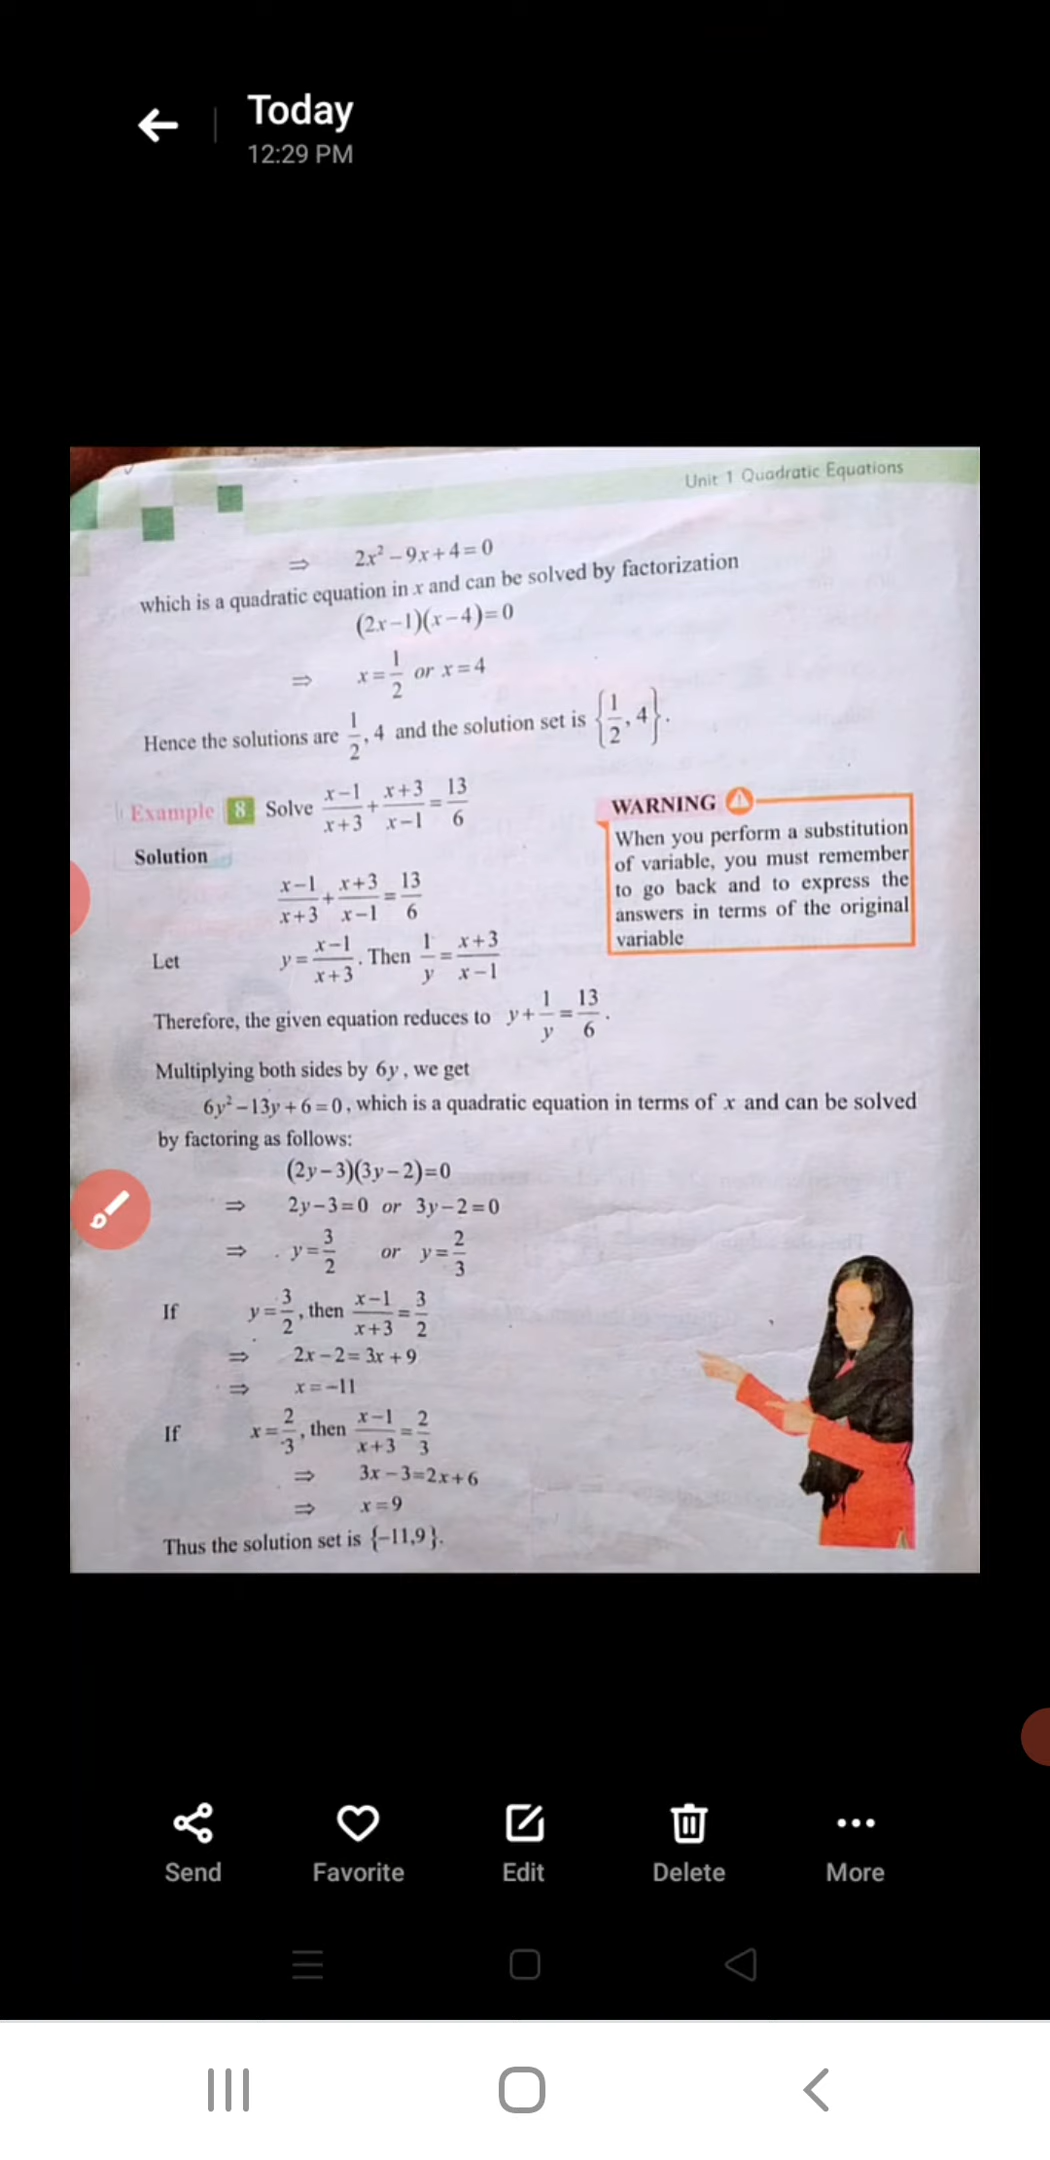 Today
12:29 PM
Unit 1 Quadratic Equations
⇒ 2x² – 9x + 4 = 0
which is a quadratic equation in x and can be solved by factorization
(2x – 1)(x – 4) = 0
⇒ x = 1/2 or x = 4
Hence the solutions are 1/2, 4 and the solution set is {1/2, 4}.
Example 8 Solve (x–1)/(x+3) + (x+3)/(x–1) = 13/6
Solution
(x–1)/(x+3) + (x+3)/(x–1) = 13/6
WARNING
When you perform a substitution
of variable, you must remember
to go back and to express the
answers in terms of the original
variable
Let y = (x–1)/(x+3). Then 1/y = (x+3)/(x–1)
Therefore, the given equation reduces to y + 1/y = 13/6.
Multiplying both sides by 6y, we get
6y² – 13y + 6 = 0, which is a quadratic equation in terms of x and can be solved
by factoring as follows:
(2y – 3)(3y – 2) = 0
⇒ 2y – 3 = 0 or 3y – 2 = 0
⇒ y = 3/2 or y = 2/3
If y = 3/2, then (x–1)/(x+3) = 3/2
⇒ 2x – 2 = 3x + 9
⇒ x = –11
If x = 2/3, then (x–1)/(x+3) = 2/3
⇒ 3x – 3 = 2x + 6
⇒ x = 9
Thus the solution set is {–11,9}.
Send Favorite Edit Delete More